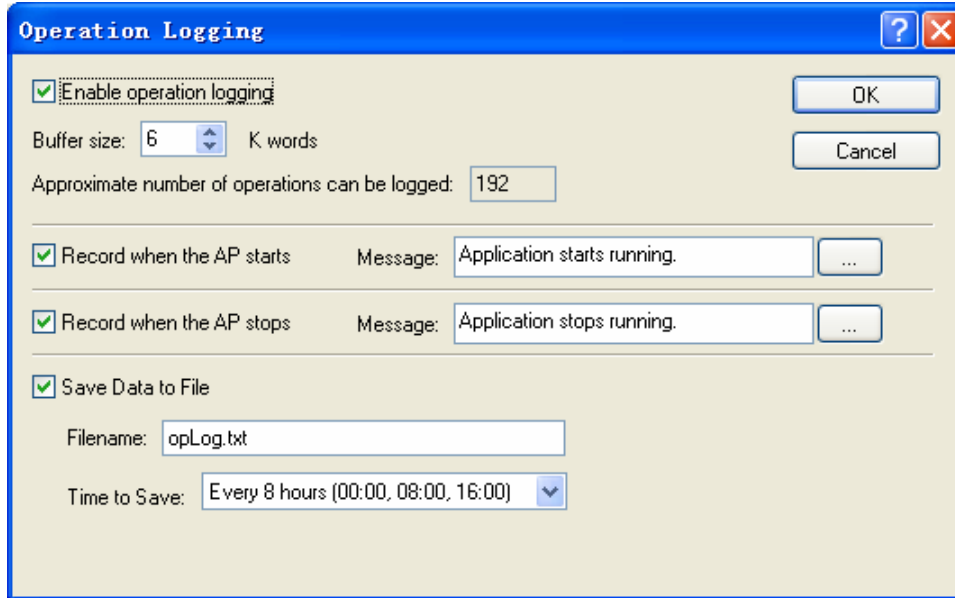 Operation Logging
Enable operation logging
OK
Buffer size: 6 K words
Cancel
Approximate number of operations can be logged: 192
Record when the AP starts Message: Application starts running. ...
Record when the AP stops Message: Application stops running. ...
Save Data to File
Filename: opLog.txt
Time to Save: Every 8 hours (00:00, 08:00, 16:00)